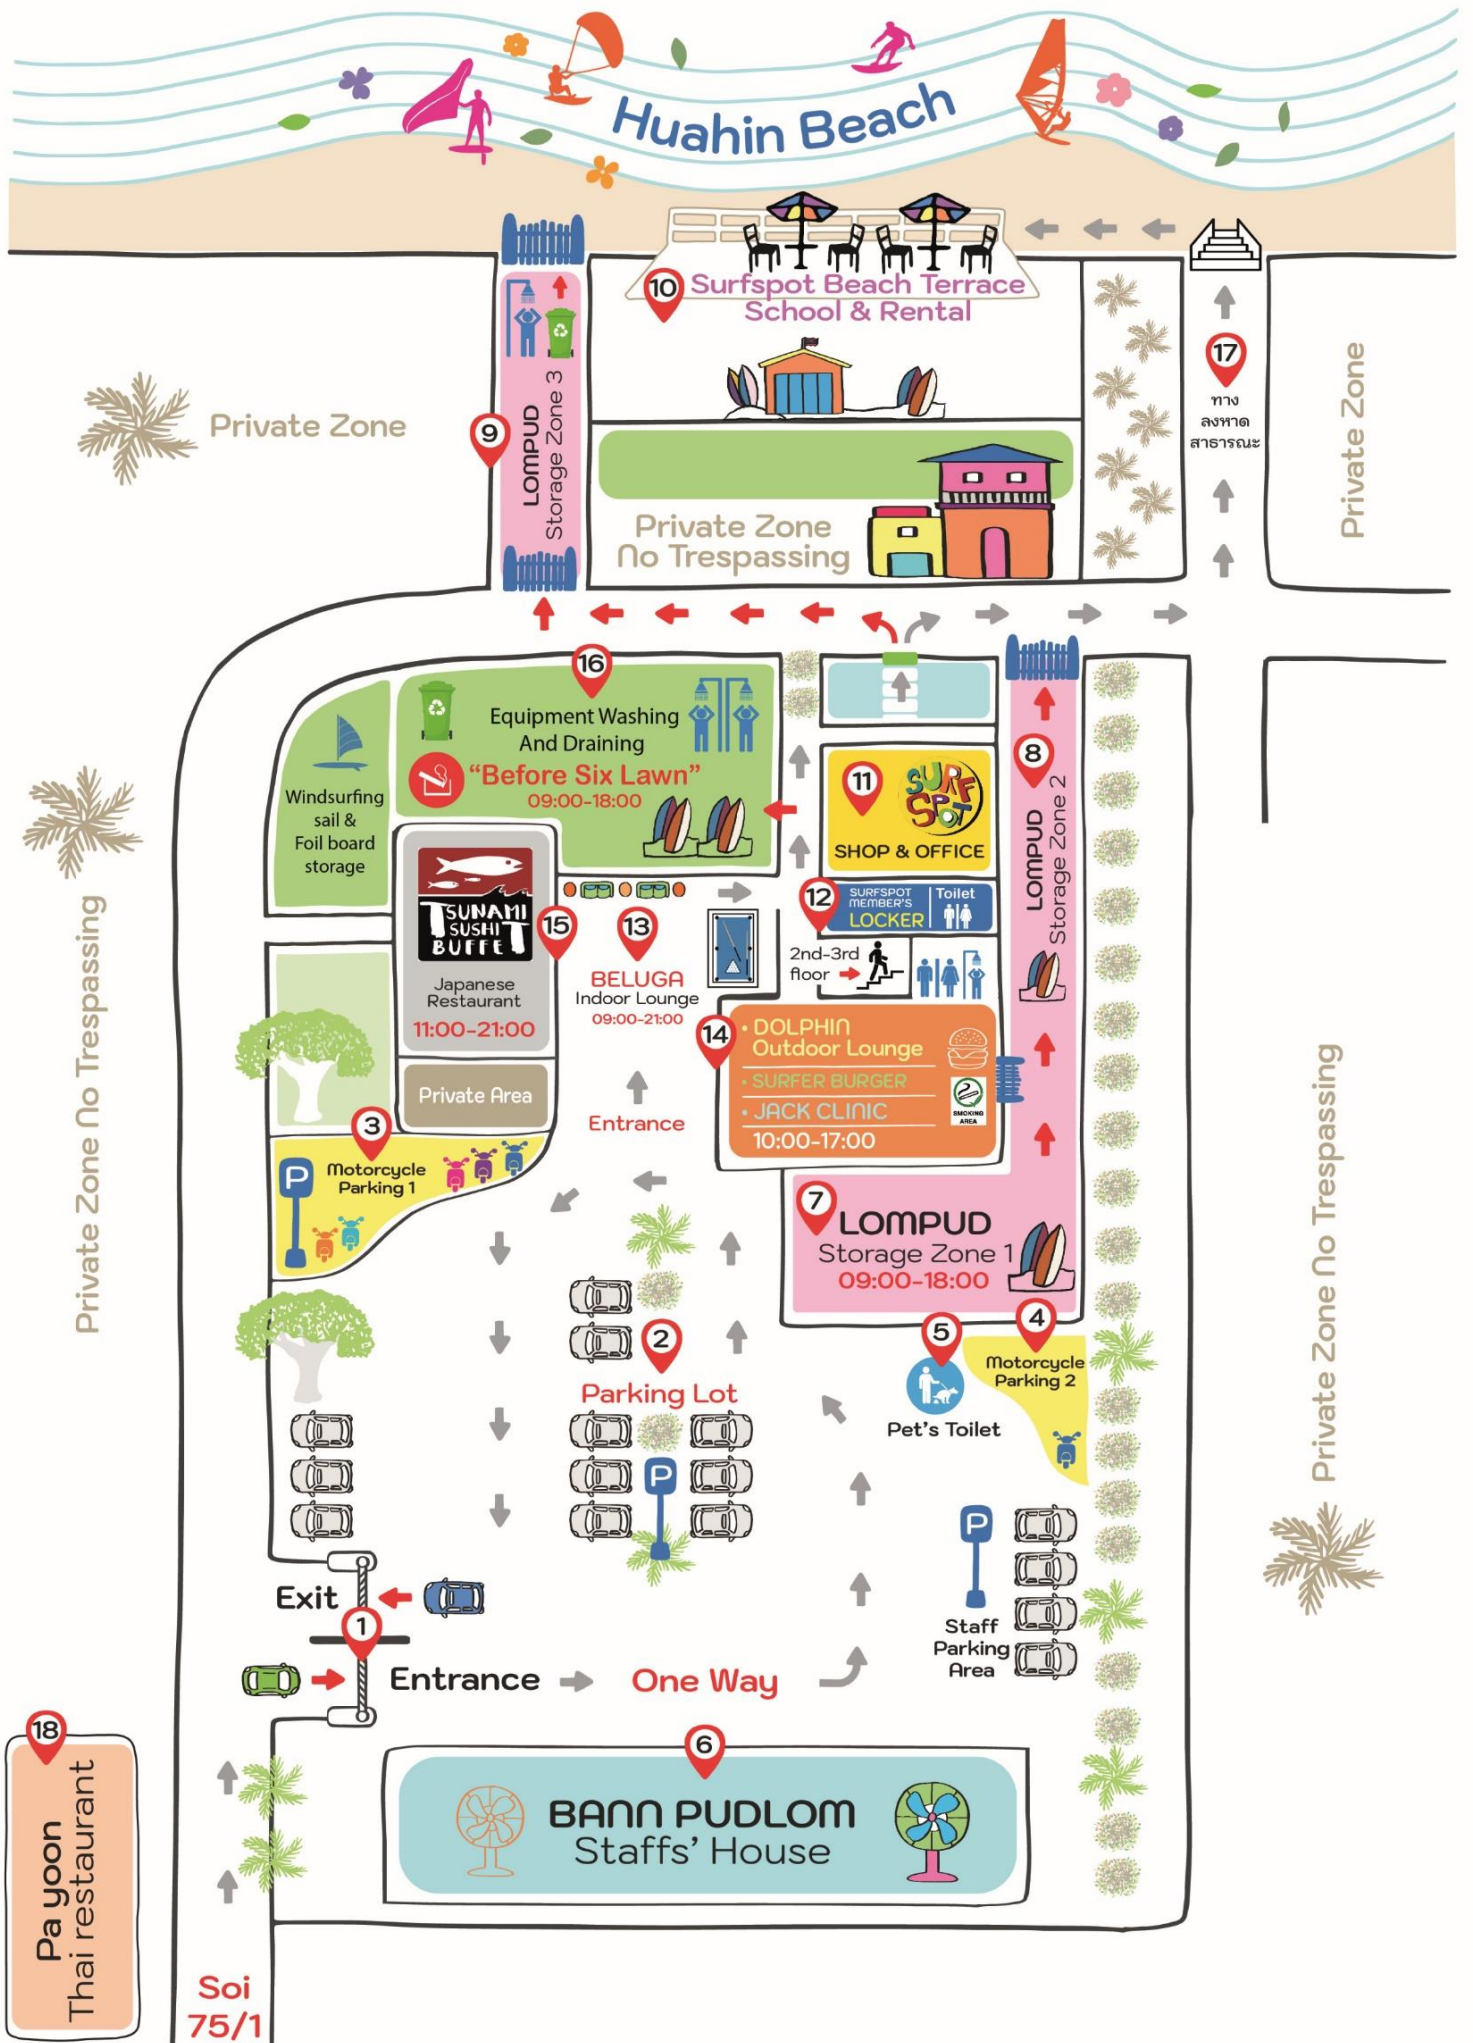 Huahin Beach
10
Surfspot Beach Terrace
School & Rental
17
ทาง
ลงหาด
สาธารณะ
Private Zone
Private Zone
9
LOMPUD
Storage Zone 3
Private Zone
No Trespassing
16
Equipment Washing
And Draining
"Before Six Lawn"
09:00-18:00
Windsurfing
sail &
Foil board
storage
11
SURF
SPOT
SHOP & OFFICE
8
LOMPUD
Storage Zone 2
12
SURFSPOT
MEMBER'S
LOCKER
Toilet
2nd-3rd
floor
TSUNAMI
SUSHI
BUFFET
Japanese
Restaurant
11:00-21:00
15
13
BELUGA
Indoor Lounge
09:00-21:00
14
• DOLPHIN
Outdoor Lounge
• SURFER BURGER
• JACK CLINIC
10:00-17:00
SMOKING
AREA
Private Area
Entrance
Private Zone No Trespassing
Private Zone No Trespassing
3
P
Motorcycle
Parking 1
7
LOMPUD
Storage Zone 1
09:00-18:00
2
Parking Lot
P
5
Pet's Toilet
4
Motorcycle
Parking 2
P
Staff
Parking
Area
Exit
1
Entrance
One Way
18
Pa yoon
Thai restaurant
6
BANN PUDLOM
Staffs' House
Soi
75/1